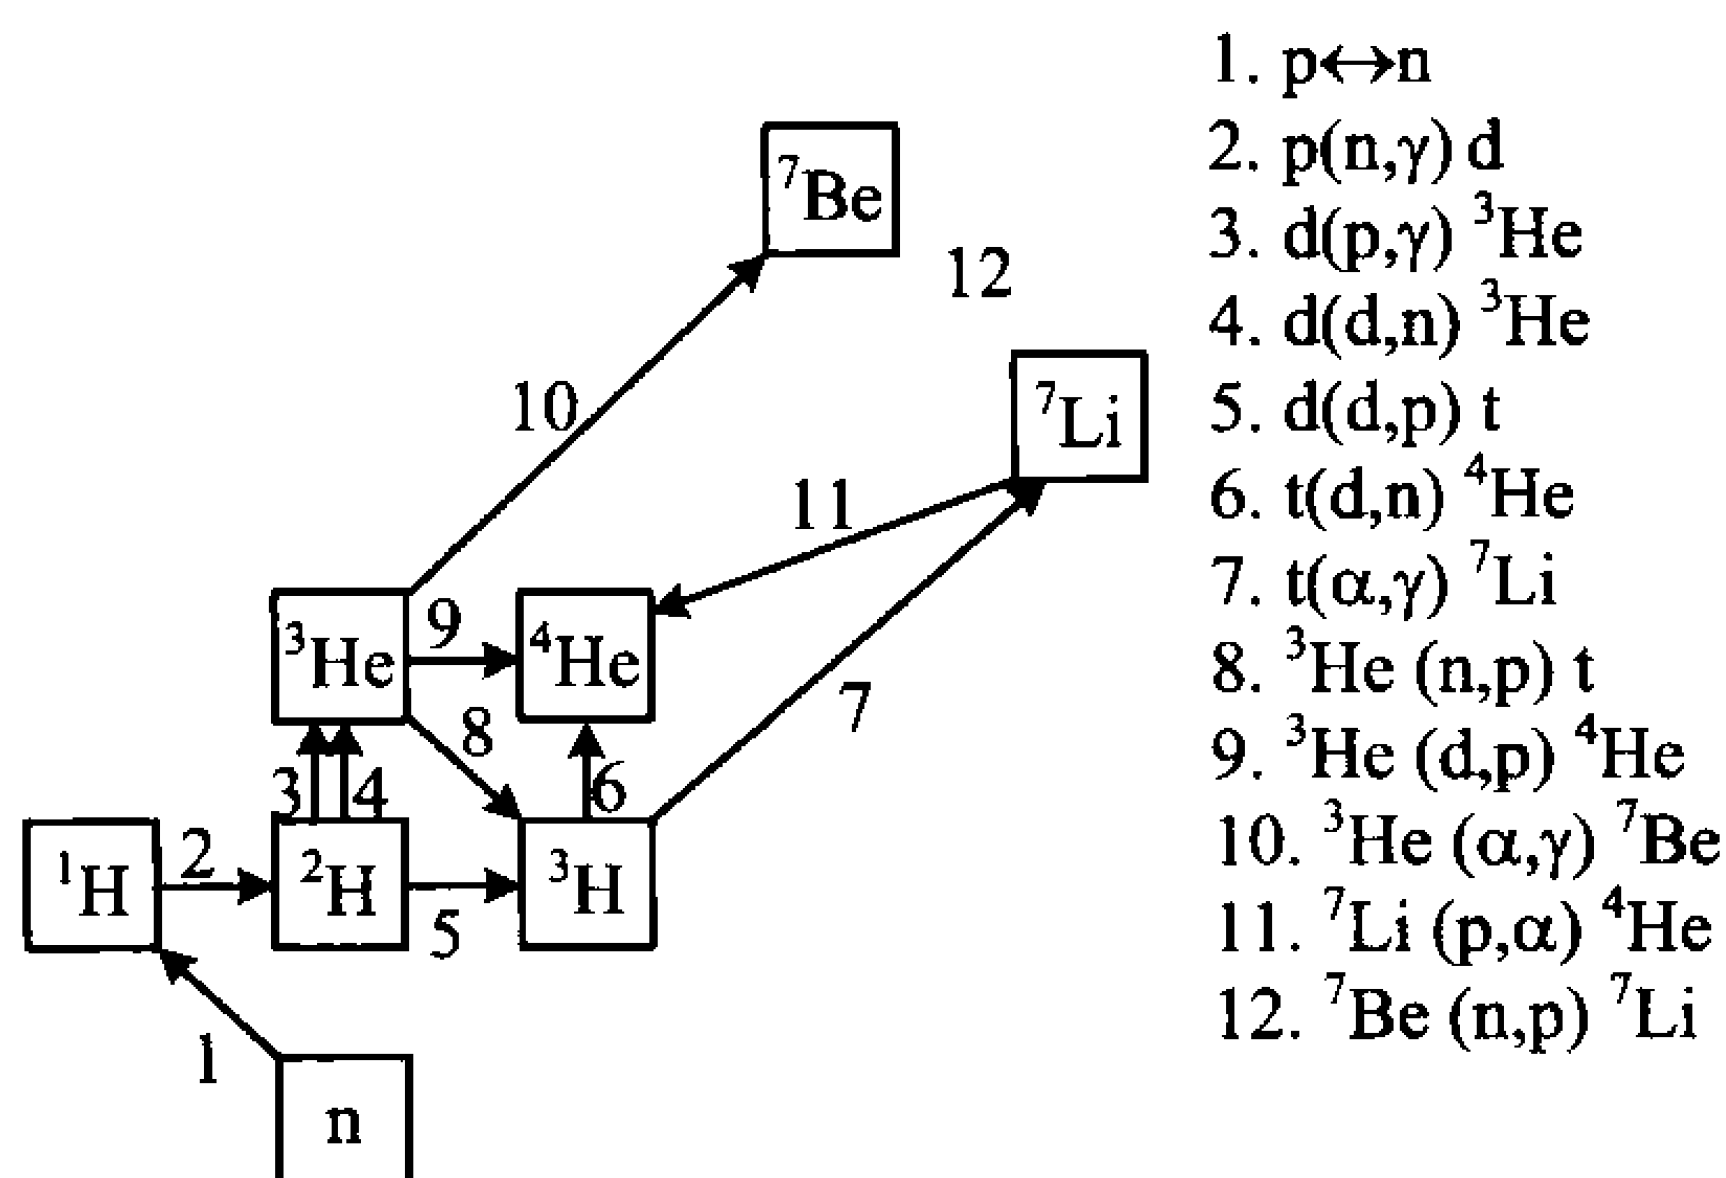 1. p↔n
2. p(n,γ) d
3. d(p,γ) ³He
4. d(d,n) ³He
5. d(d,p) t
6. t(d,n) ⁴He
7. t(α,γ) ⁷Li
8. ³He (n,p) t
9. ³He (d,p) ⁴He
10. ³He (α,γ) ⁷Be
11. ⁷Li (p,α) ⁴He
12. ⁷Be (n,p) ⁷Li
⁷Be
12
10
⁷Li
11
³He
9
⁴He
8
7
3
4
6
¹H
2
²H
5
³H
1
n